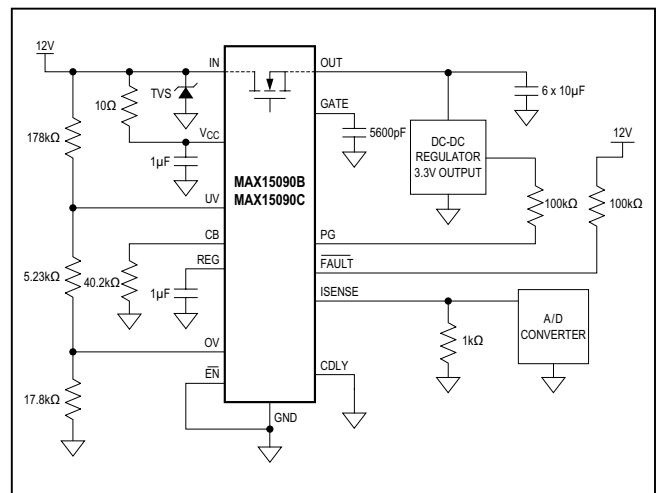 12V
IN
OUT
TVS
10Ω
6 x 10µF
GATE
178kΩ
VCC
5600pF
DC-DC
REGULATOR
3.3V OUTPUT
12V
1µF
MAX15090B
MAX15090C
UV
100kΩ
100kΩ
CB
PG
REG
FAULT
5.23kΩ
40.2kΩ
1µF
ISENSE
A/D
CONVERTER
1kΩ
OV
EN
CDLY
17.8kΩ
GND